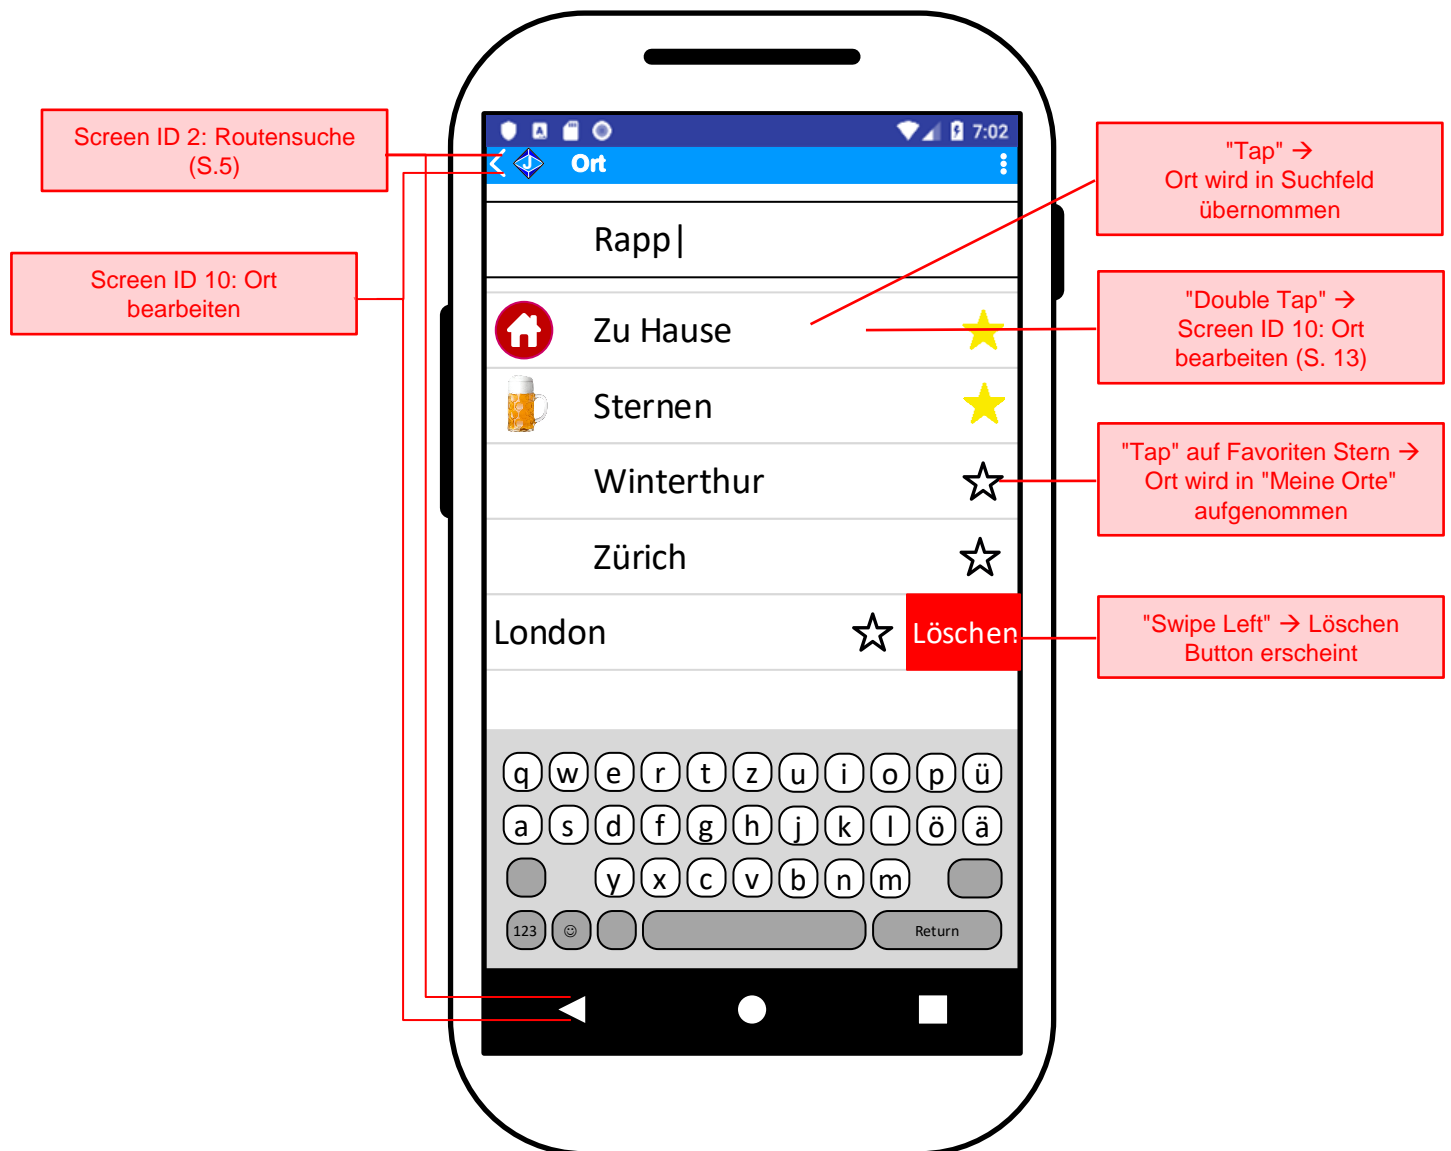 Screen ID 2: Routensuche
(S.5)
Screen ID 10: Ort
bearbeiten
7:02
J
Ort
Rapp|
Zu Hause
Sternen
Winterthur
Zürich
London
Löschen
q w e r t z u i o p ü
a s d f g h j k l ö ä
y x c v b n m
123 ☺ Return
"Tap" →
Ort wird in Suchfeld
übernommen
"Double Tap" →
Screen ID 10: Ort
bearbeiten (S. 13)
"Tap" auf Favoriten Stern →
Ort wird in "Meine Orte"
aufgenommen
"Swipe Left" → Löschen
Button erscheint